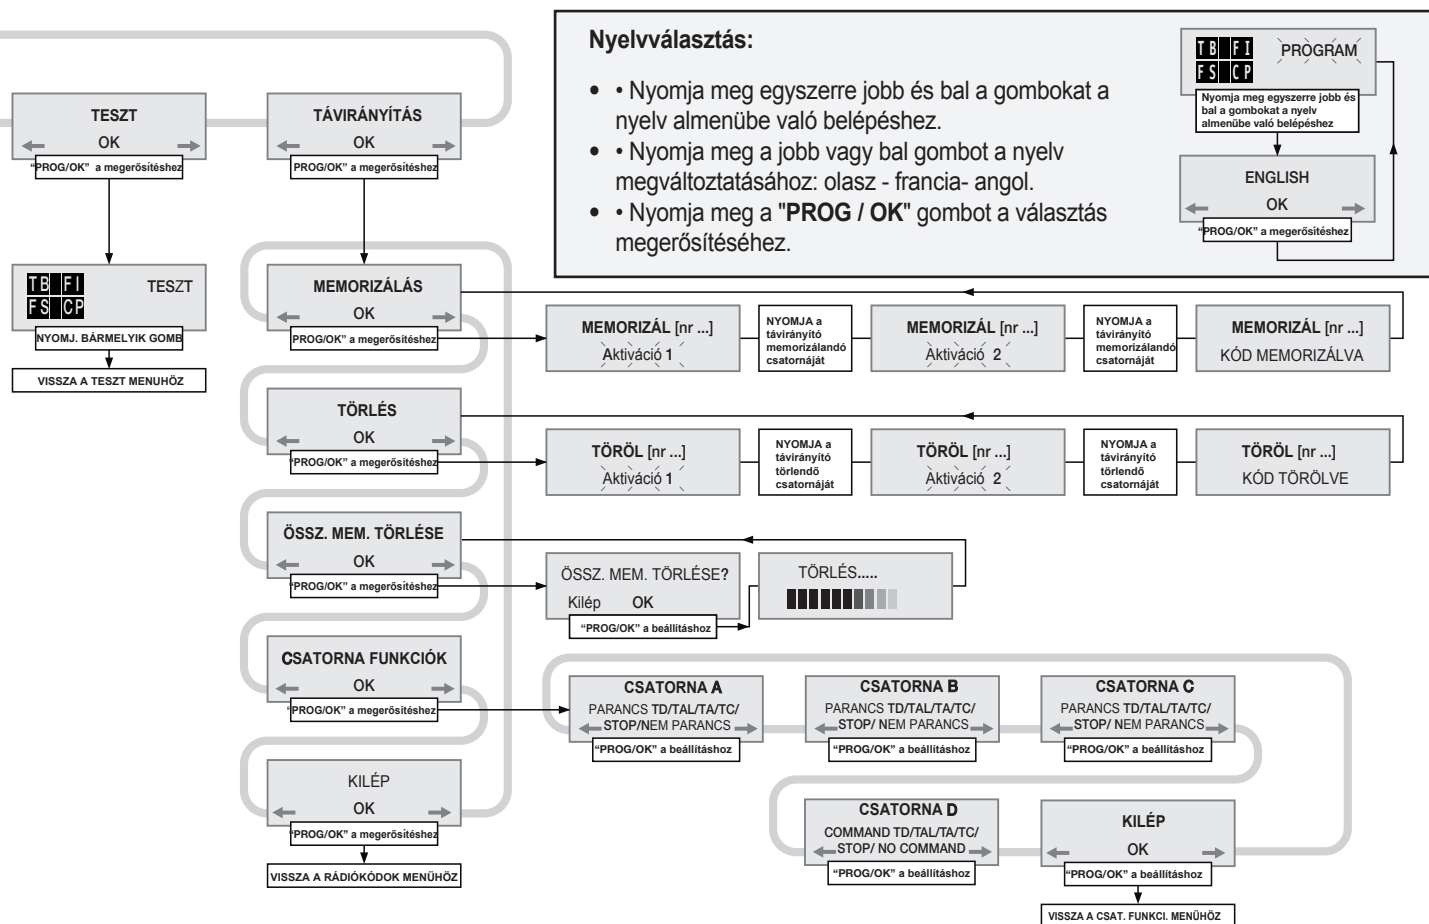 Nyelvválasztás:
• • Nyomja meg egyszerre jobb és bal a gombokat a
nyelv almenübe való belépéshez.
• • Nyomja meg a jobb vagy bal gombot a nyelv
megváltoztatásához: olasz - francia- angol.
• • Nyomja meg a "PROG / OK" gombot a választás
megerősítéséhez.
TB FI
FS CP
PROGRAM
Nyomja meg egyszerre jobb és
bal a gombokat a nyelv
almenübe való belépéshez
ENGLISH
OK
“PROG/OK” a megerősítéshez
TESZT
OK
“PROG/OK” a megerősítéshez
TÁVIRÁNYÍTÁS
OK
PROG/OK” a megerősítéshez
TB FI
FS CP
TESZT
NYOMJ. BÁRMELYIK GOMB
VISSZA A TESZT MENUHÖZ
MEMORIZÁLÁS
OK
PROG/OK” a megerősítéshez
MEMORIZÁL [nr ...]
Aktiváció 1
NYOMJA a
távirányító
memorizálandó
csatornáját
MEMORIZÁL [nr ...]
Aktiváció 2
NYOMJA a
távirányító
memorizálandó
csatornáját
MEMORIZÁL [nr ...]
KÓD MEMORIZÁLVA
TÖRLÉS
OK
“PROG/OK” a megerősítéshez
TÖRÖL [nr ...]
Aktiváció 1
NYOMJA a
távirányító
törlendő
csatornáját
TÖRÖL [nr ...]
Aktiváció 2
NYOMJA a
távirányító
törlendő
csatornáját
TÖRÖL [nr ...]
KÓD TÖRÖLVE
ÖSSZ. MEM. TÖRLÉSE
OK
“PROG/OK” a megerősítéshez
ÖSSZ. MEM. TÖRLÉSE?
Kilép OK
“PROG/OK” a beállításhoz
TÖRLÉS.....
CSATORNA FUNKCIÓK
OK
“PROG/OK” a megerősítéshez
CSATORNA A
PARANCS TD/TAL/TA/TC/
STOP/NEM PARANCS
“PROG/OK” a beállításhoz
CSATORNA B
PARANCS TD/TAL/TA/TC/
STOP/ NEM PARANCS
“PROG/OK” a beállításhoz
CSATORNA C
PARANCS TD/TAL/TA/TC/
STOP/ NEM PARANCS
“PROG/OK” a beállításhoz
KILÉP
OK
“PROG/OK” a megerősítéshez
VISSZA A RÁDIÓKÓDOK MENÜHÖZ
CSATORNA D
COMMAND TD/TAL/TA/TC/
STOP/ NO COMMAND
“PROG/OK” a beállításhoz
KILÉP
OK
“PROG/OK” a beállításhoz
VISSZA A CSAT. FUNKCI. MENÜHÖZ